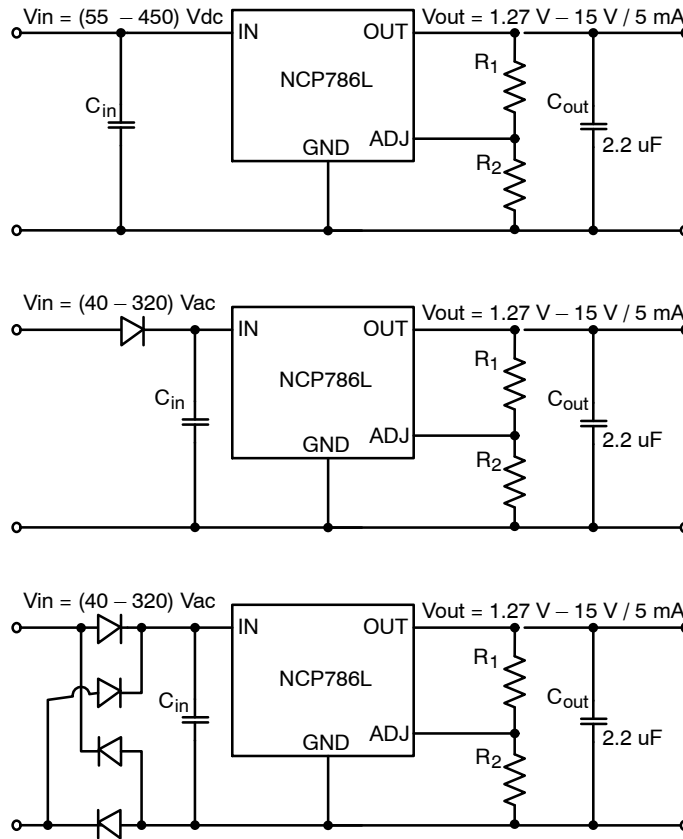 Vin = (55 – 450) Vdc
Vout = 1.27 V – 15 V / 5 mA
IN
OUT
NCP786L
R1
Cin
Cout
ADJ
GND
2.2 uF
R2
Vin = (40 – 320) Vac
Vout = 1.27 V – 15 V / 5 mA
IN
OUT
R1
NCP786L
Cin
Cout
ADJ
GND
2.2 uF
R2
Vin = (40 – 320) Vac
Vout = 1.27 V – 15 V / 5 mA
IN
OUT
R1
NCP786L
Cin
Cout
ADJ
GND
2.2 uF
R2